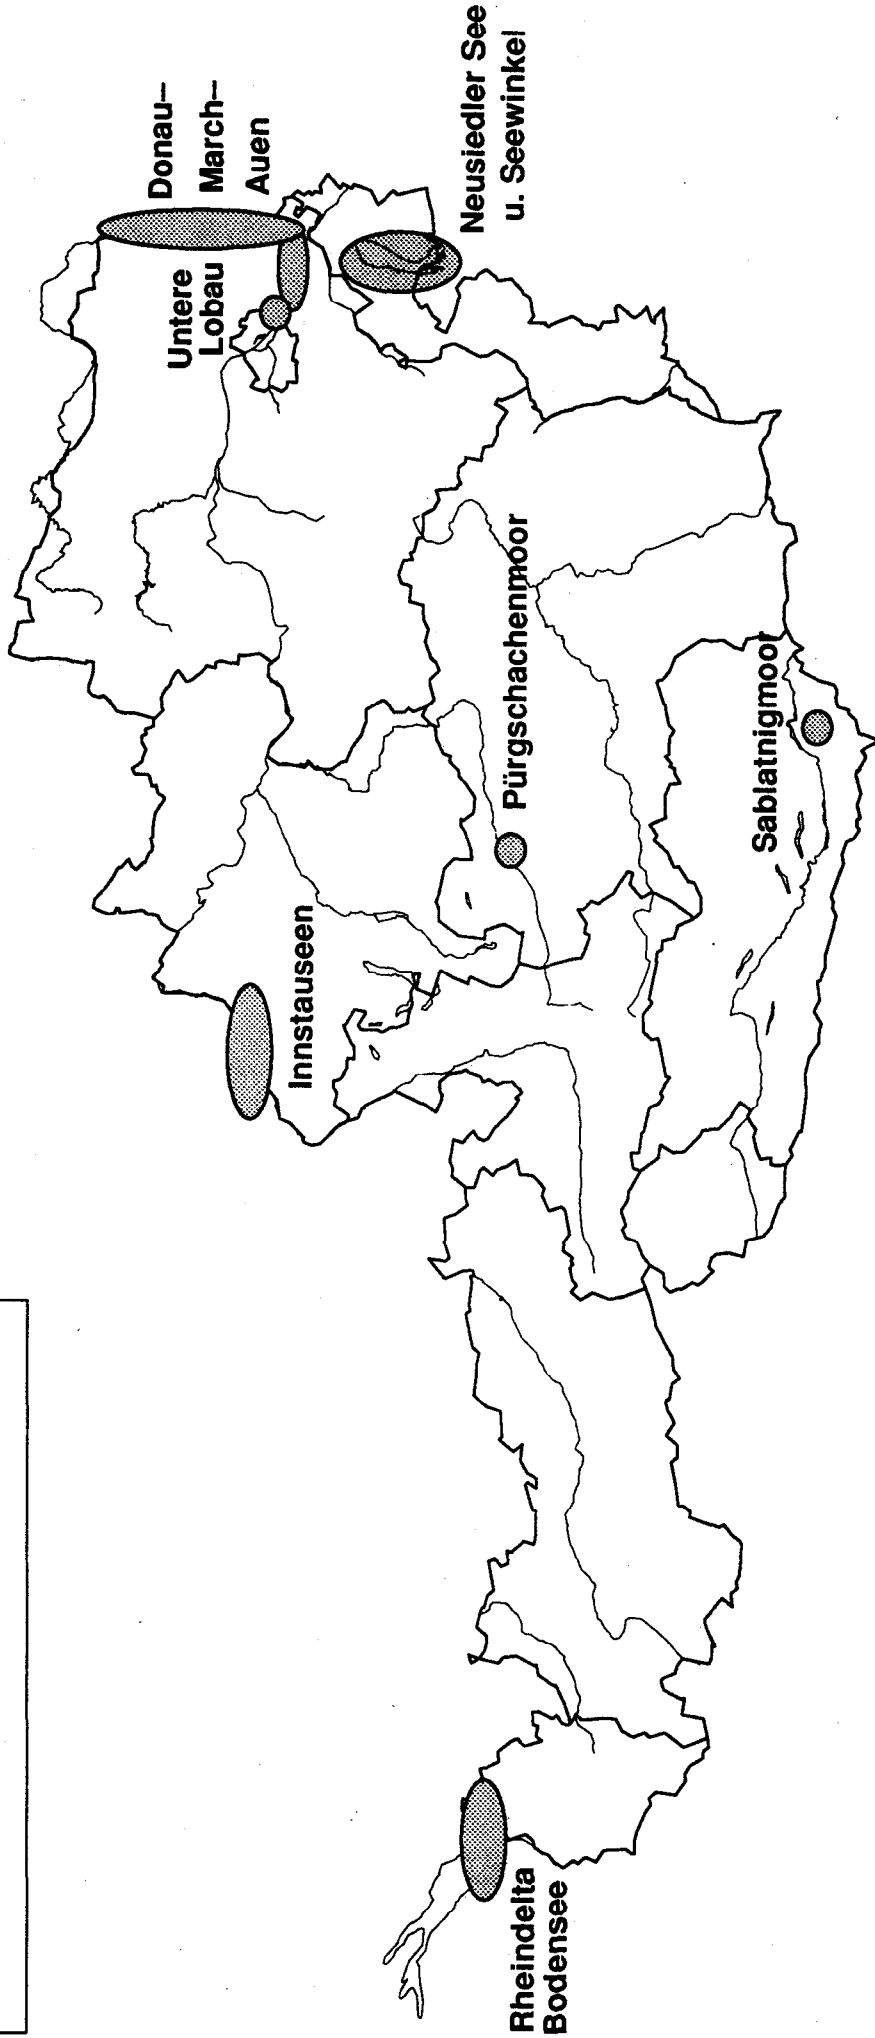 Donau–
March–
Auen
Untere
Lobau
Neusiedler See
u. Seewinkel
Innstauseen
Pürgschachenmoor
Sablatnigmoor
Rheindelta
Bodensee